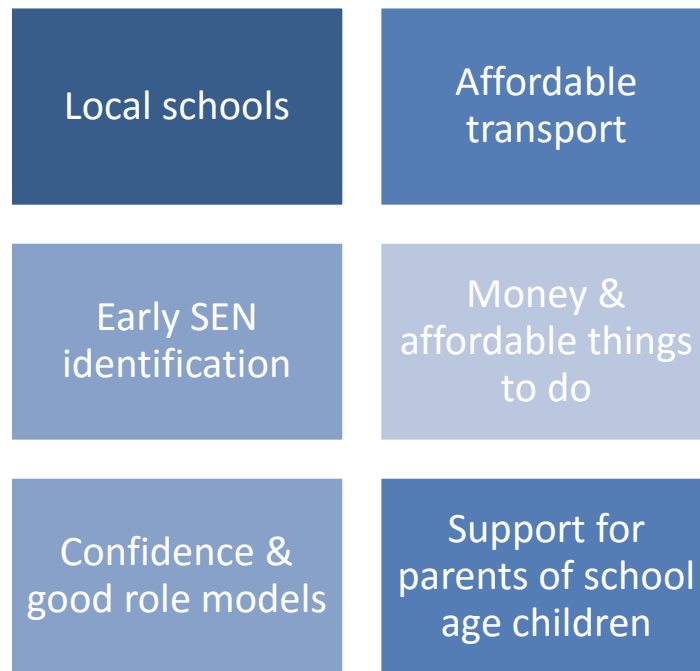 Local schools
Affordable
transport
Early SEN
identification
Money &
affordable things
to do
Confidence &
good role models
Support for
parents of school
age children